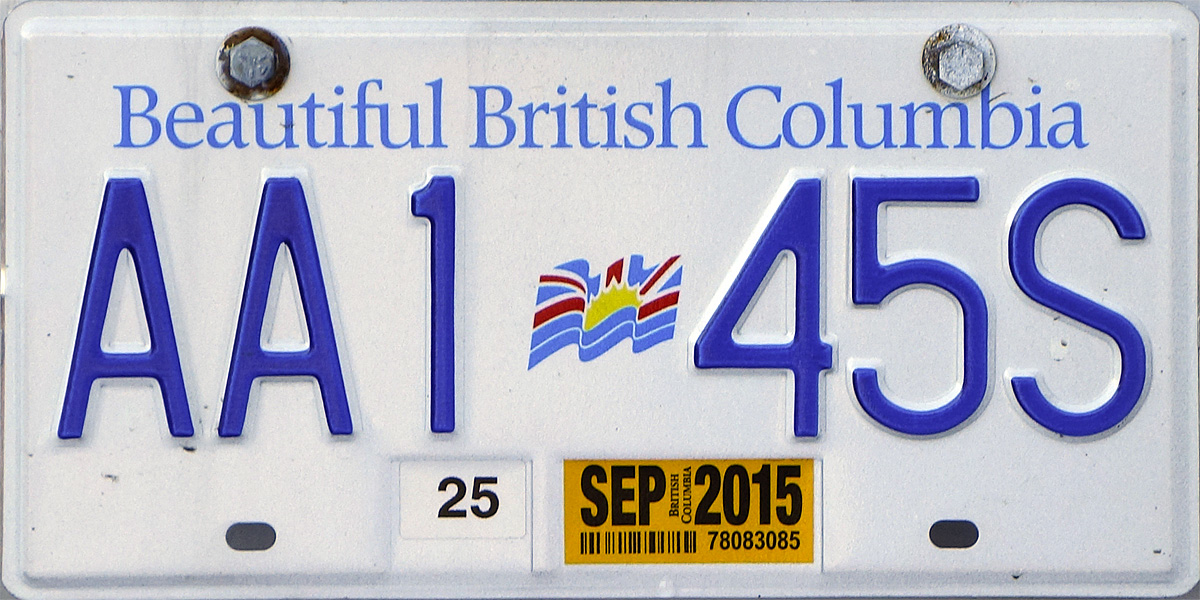 Beautiful British Columbia
AA1 45S
25
SEP BRITISH COLUMBIA 2015
78083085